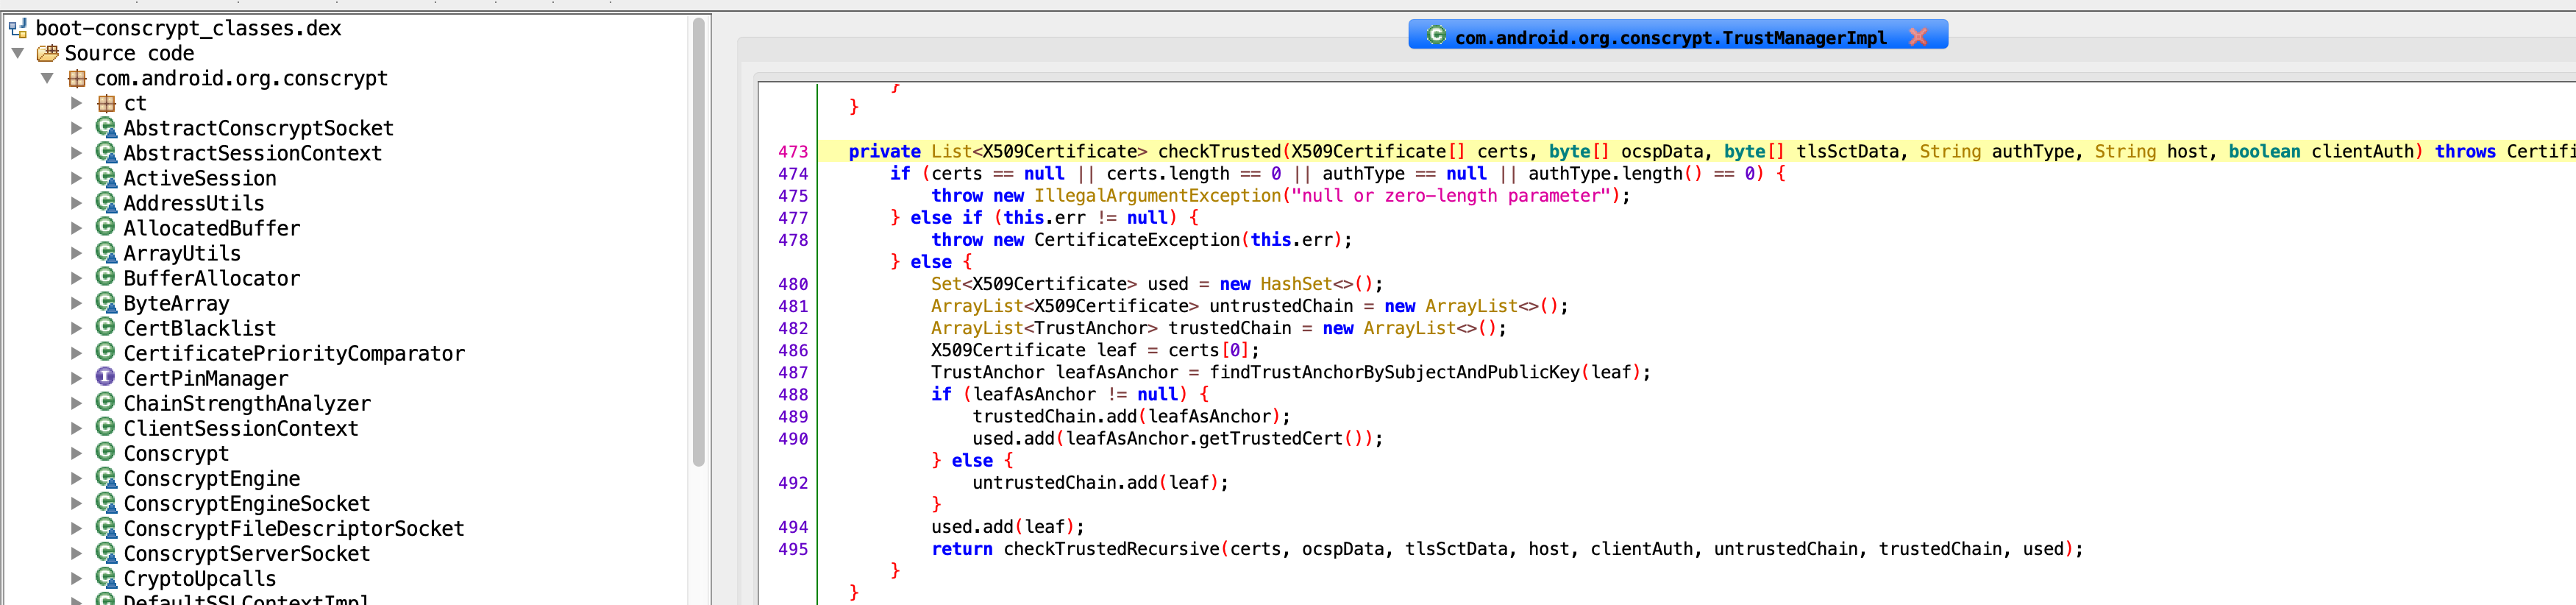 boot-conscrypt_classes.dex
Source code
com.android.org.conscrypt
ct
AbstractConscryptSocket
AbstractSessionContext
ActiveSession
AddressUtils
AllocatedBuffer
ArrayUtils
BufferAllocator
ByteArray
CertBlacklist
CertificatePriorityComparator
CertPinManager
ChainStrengthAnalyzer
ClientSessionContext
Conscrypt
ConscryptEngine
ConscryptEngineSocket
ConscryptFileDescriptorSocket
ConscryptServerSocket
CryptoUpcalls
DefaultSSLContextImpl
com.android.org.conscrypt.TrustManagerImpl
}
}
473 private List<X509Certificate> checkTrusted(X509Certificate[] certs, byte[] ocspData, byte[] tlsSctData, String authType, String host, boolean clientAuth) throws Certifi
474 if (certs == null || certs.length == 0 || authType == null || authType.length() == 0) {
475 throw new IllegalArgumentException("null or zero-length parameter");
477 } else if (this.err != null) {
478 throw new CertificateException(this.err);
} else {
480 Set<X509Certificate> used = new HashSet<>();
481 ArrayList<X509Certificate> untrustedChain = new ArrayList<>();
482 ArrayList<TrustAnchor> trustedChain = new ArrayList<>();
486 X509Certificate leaf = certs[0];
487 TrustAnchor leafAsAnchor = findTrustAnchorBySubjectAndPublicKey(leaf);
488 if (leafAsAnchor != null) {
489 trustedChain.add(leafAsAnchor);
490 used.add(leafAsAnchor.getTrustedCert());
} else {
492 untrustedChain.add(leaf);
}
494 used.add(leaf);
495 return checkTrustedRecursive(certs, ocspData, tlsSctData, host, clientAuth, untrustedChain, trustedChain, used);
}
}